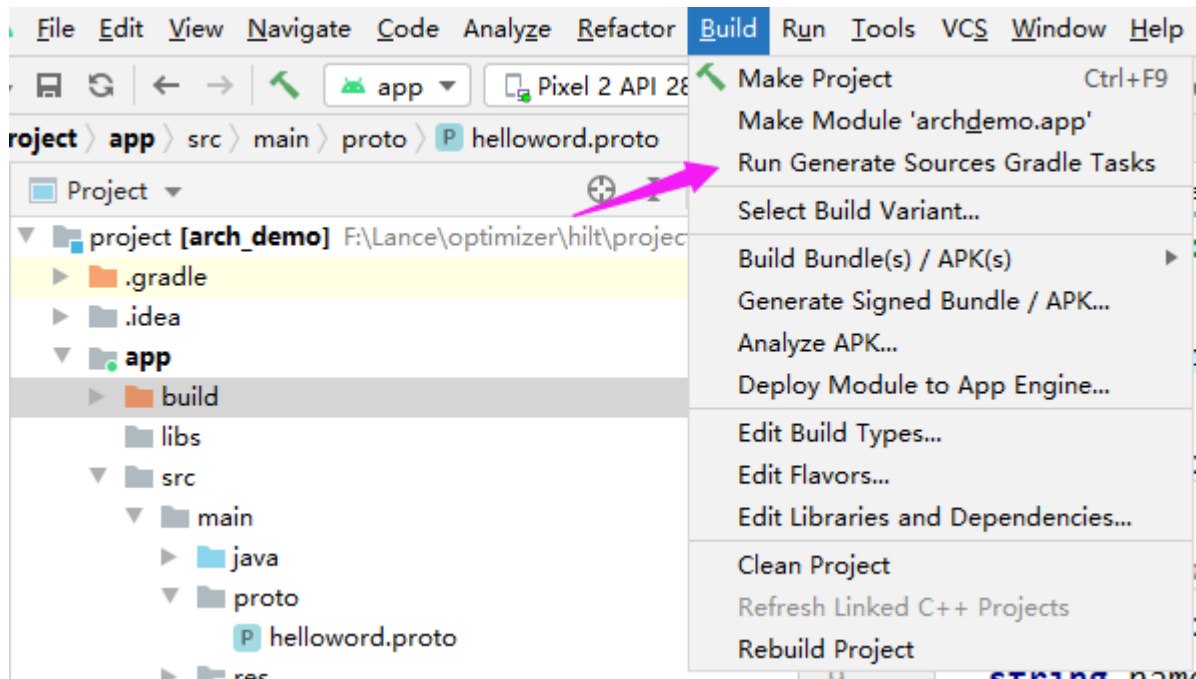 File Edit View Navigate Code Analyze Refactor Build Run Tools VCS Window Help
app Pixel 2 API 28
app src main proto helloword.proto
Project
project [arch_demo] F:\Lance\optimizer\hilt\project
.gradle
.idea
app
build
libs
src
main
java
proto
helloword.proto
res
Make Project Ctrl+F9
Make Module 'archdemo.app'
Run Generate Sources Gradle Tasks
Select Build Variant...
Build Bundle(s) / APK(s)
Generate Signed Bundle / APK...
Analyze APK...
Deploy Module to App Engine...
Edit Build Types...
Edit Flavors...
Edit Libraries and Dependencies...
Clean Project
Refresh Linked C++ Projects
Rebuild Project
string name